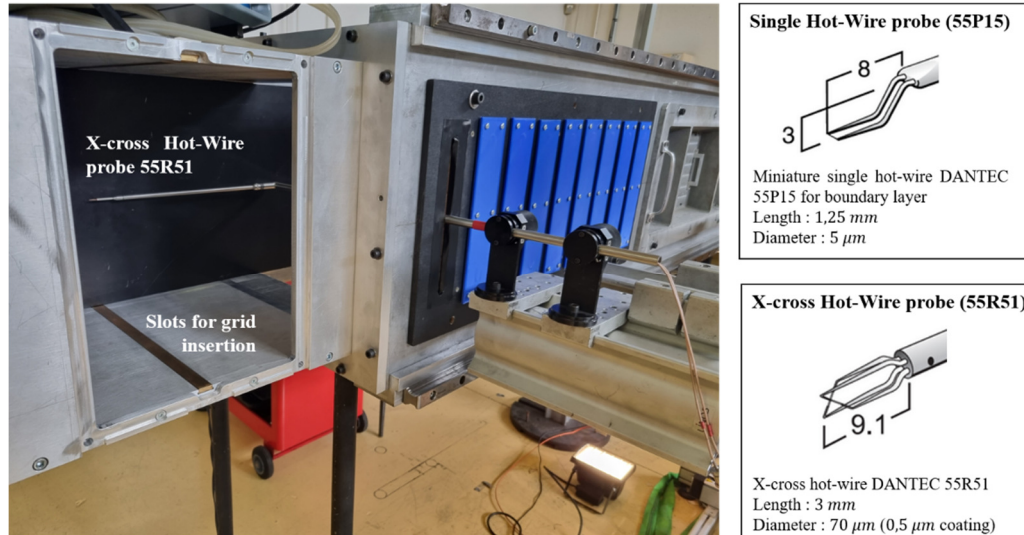 X-cross Hot-Wire
probe 55R51
Slots for grid
insertion
Single Hot-Wire probe (55P15)
8
3
Miniature single hot-wire DANTEC
55P15 for boundary layer
Length : 1,25 mm
Diameter : 5 μm
X-cross Hot-Wire probe (55R51)
9.1
X-cross hot-wire DANTEC 55R51
Length : 3 mm
Diameter : 70 μm (0,5 μm coating)